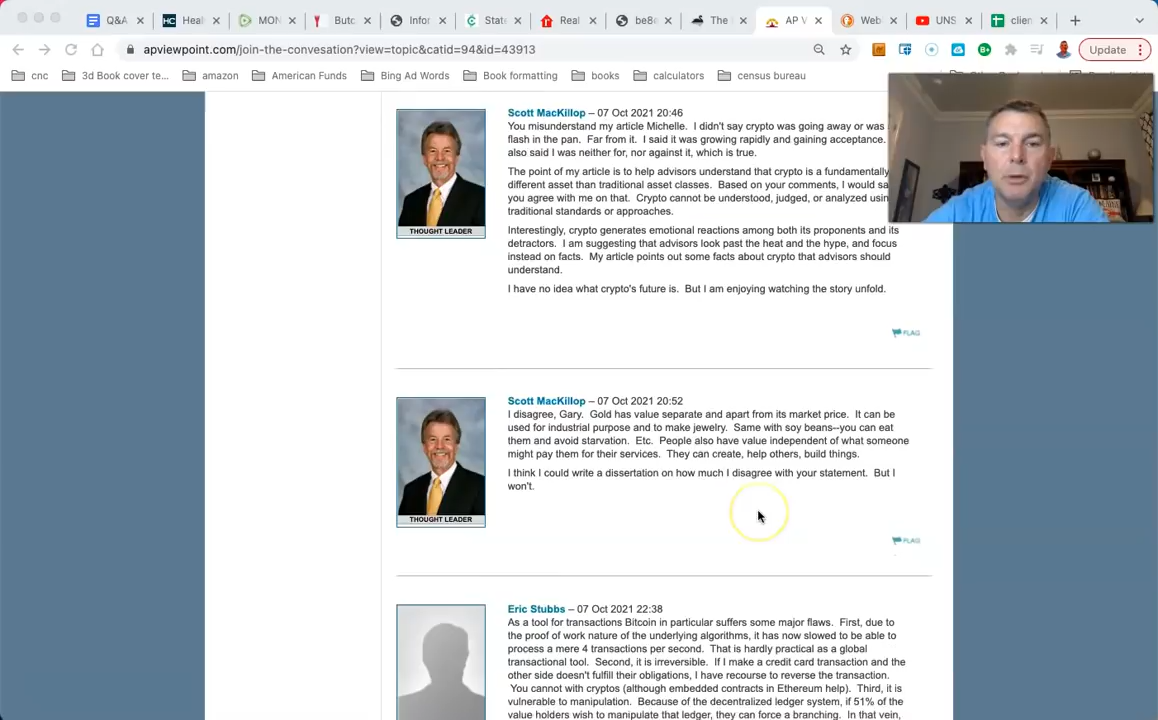 Q&A
Heal
MON
Butc
Infor
State
Real
be8e
The (
AP V
Web
UNS
clien
apviewpoint.com/join-the-convesation?view=topic&catid=94&id=43913
Update
cnc
3d Book cover te...
amazon
American Funds
Bing Ad Words
Book formatting
books
calculators
census bureau
Scott MacKillop – 07 Oct 2021 20:46
You misunderstand my article Michelle. I didn't say crypto was going away or was
flash in the pan. Far from it. I said it was growing rapidly and gaining acceptance.
also said I was neither for, nor against it, which is true.
The point of my article is to help advisors understand that crypto is a fundamentally
different asset than traditional asset classes. Based on your comments, I would sa
you agree with me on that. Crypto cannot be understood, judged, or analyzed usin
traditional standards or approaches.
THOUGHT LEADER
Interestingly, crypto generates emotional reactions among both its proponents and its
detractors. I am suggesting that advisors look past the heat and the hype, and focus
instead on facts. My article points out some facts about crypto that advisors should
understand.
I have no idea what crypto's future is. But I am enjoying watching the story unfold.
FLAG
Scott MacKillop – 07 Oct 2021 20:52
I disagree, Gary. Gold has value separate and apart from its market price. It can be
used for industrial purpose and to make jewelry. Same with soy beans--you can eat
them and avoid starvation. Etc. People also have value independent of what someone
might pay them for their services. They can create, help others, build things.
I think I could write a dissertation on how much I disagree with your statement. But I
won't.
THOUGHT LEADER
FLAG
Eric Stubbs – 07 Oct 2021 22:38
As a tool for transactions Bitcoin in particular suffers some major flaws. First, due to
the proof of work nature of the underlying algorithms, it has now slowed to be able to
process a mere 4 transactions per second. That is hardly practical as a global
transactional tool. Second, it is irreversible. If I make a credit card transaction and the
other side doesn't fulfill their obligations, I have recourse to reverse the transaction.
You cannot with cryptos (although embedded contracts in Ethereum help). Third, it is
vulnerable to manipulation. Because of the decentralized ledger system, if 51% of the
value holders wish to manipulate that ledger, they can force a branching. In that vein,